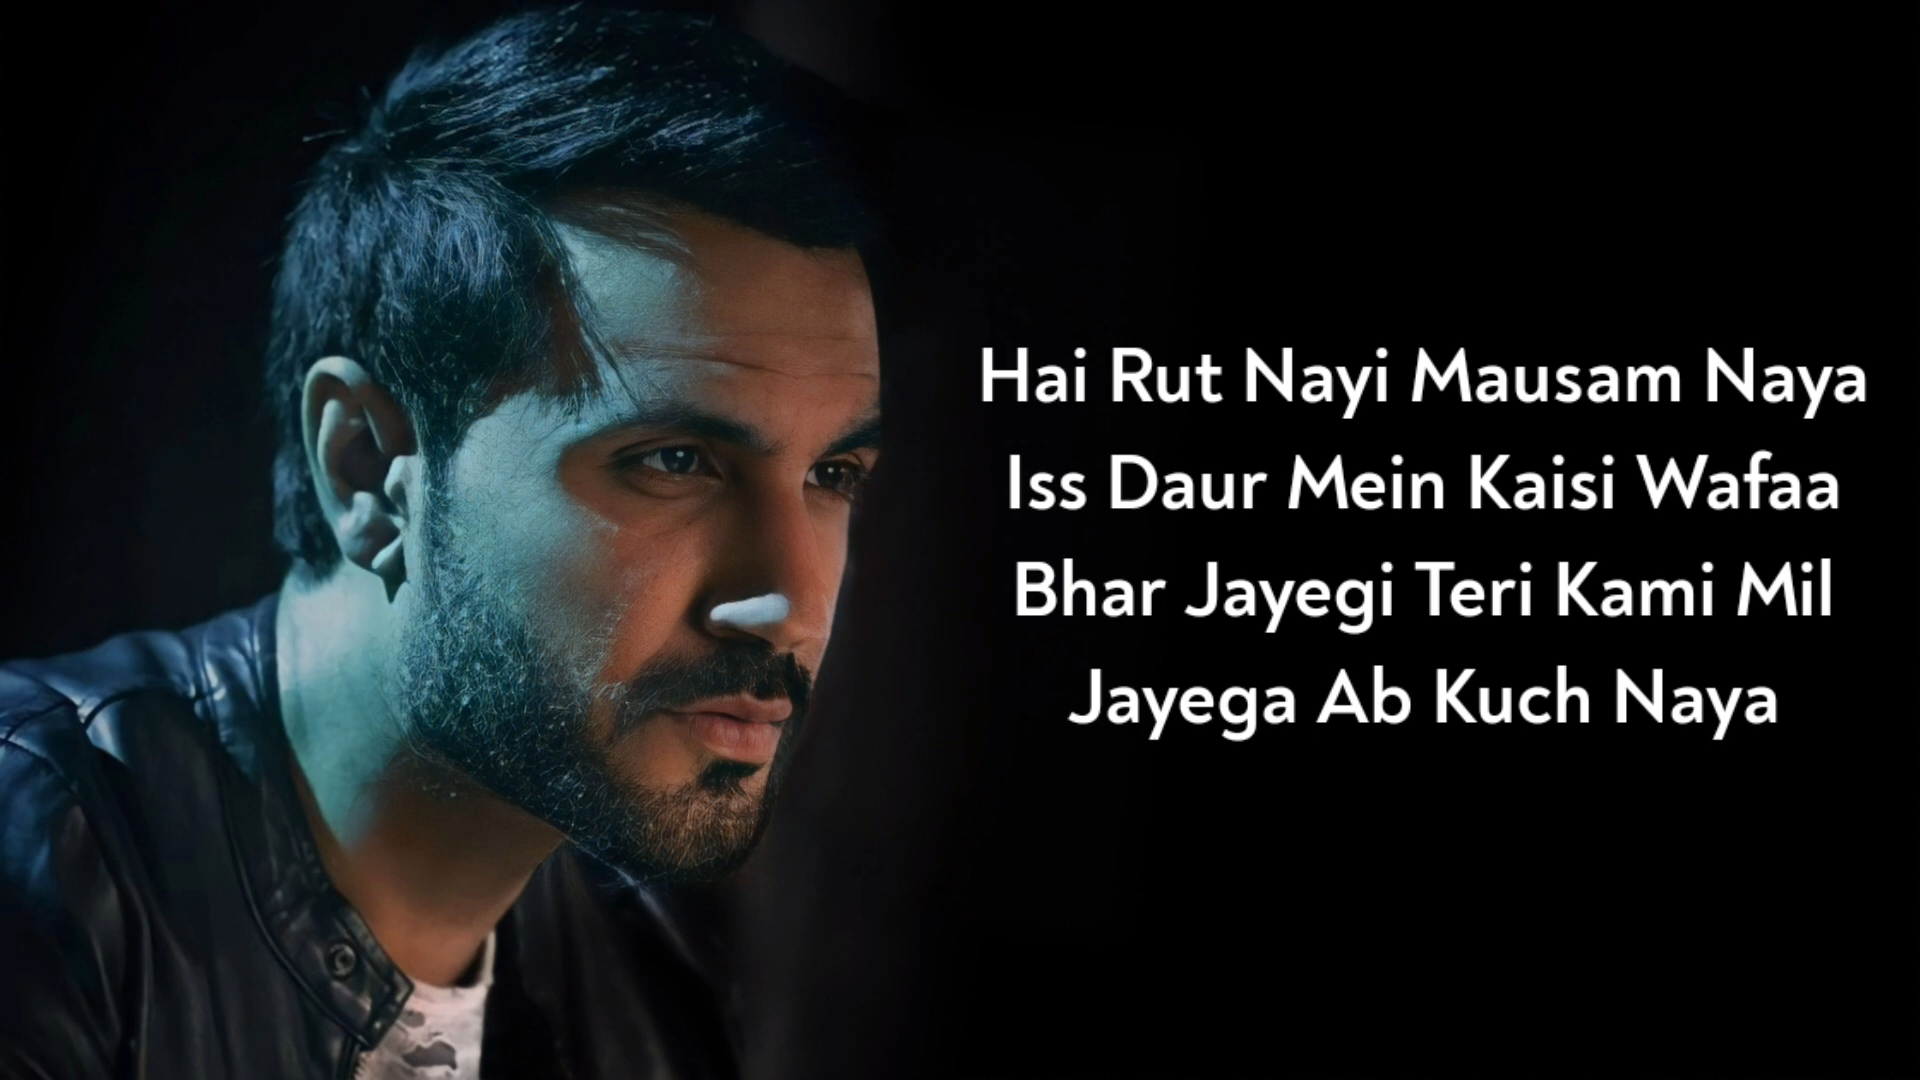 Hai Rut Nayi Mausam Naya
Iss Daur Mein Kaisi Wafaa
Bhar Jayegi Teri Kami Mil
Jayega Ab Kuch Naya